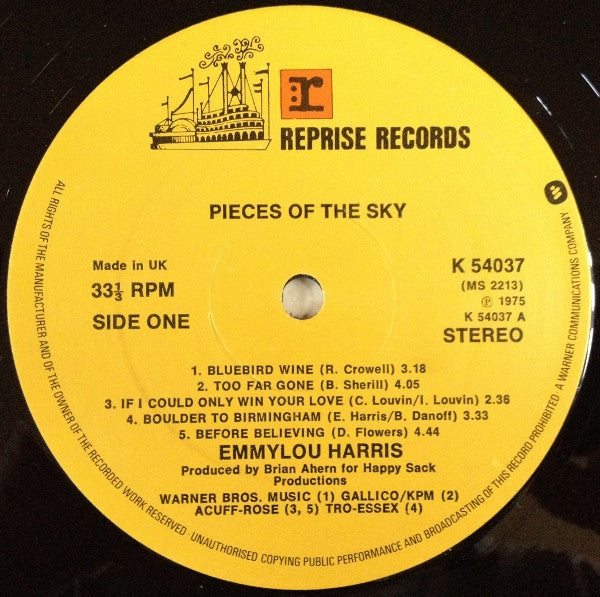 r
REPRISE RECORDS
PIECES OF THE SKY
Made in UK
33⅓ RPM
SIDE ONE
K 54037
(MS 2213)
Ⓟ 1975
K 54037 A
STEREO
1. BLUEBIRD WINE (R. Crowell) 3.18
2. TOO FAR GONE (B. Sherill) 4.05
3. IF I COULD ONLY WIN YOUR LOVE (C. Louvin/I. Louvin) 2.36
4. BOULDER TO BIRMINGHAM (E. Harris/B. Danoff) 3.33
5. BEFORE BELIEVING (D. Flowers) 4.44
EMMYLOU HARRIS
Produced by Brian Ahern for Happy Sack
Productions
WARNER BROS. MUSIC (1) GALLICO/KPM (2)
ACUFF-ROSE (3, 5) TRO-ESSEX (4)
ALL RIGHTS OF THE MANUFACTURER AND OF THE OWNER OF THE RECORDED WORK RESERVED. UNAUTHORISED COPYING PUBLIC PERFORMANCE AND BROADCASTING OF THIS RECORD PROHIBITED. A WARNER COMMUNICATIONS COMPANY